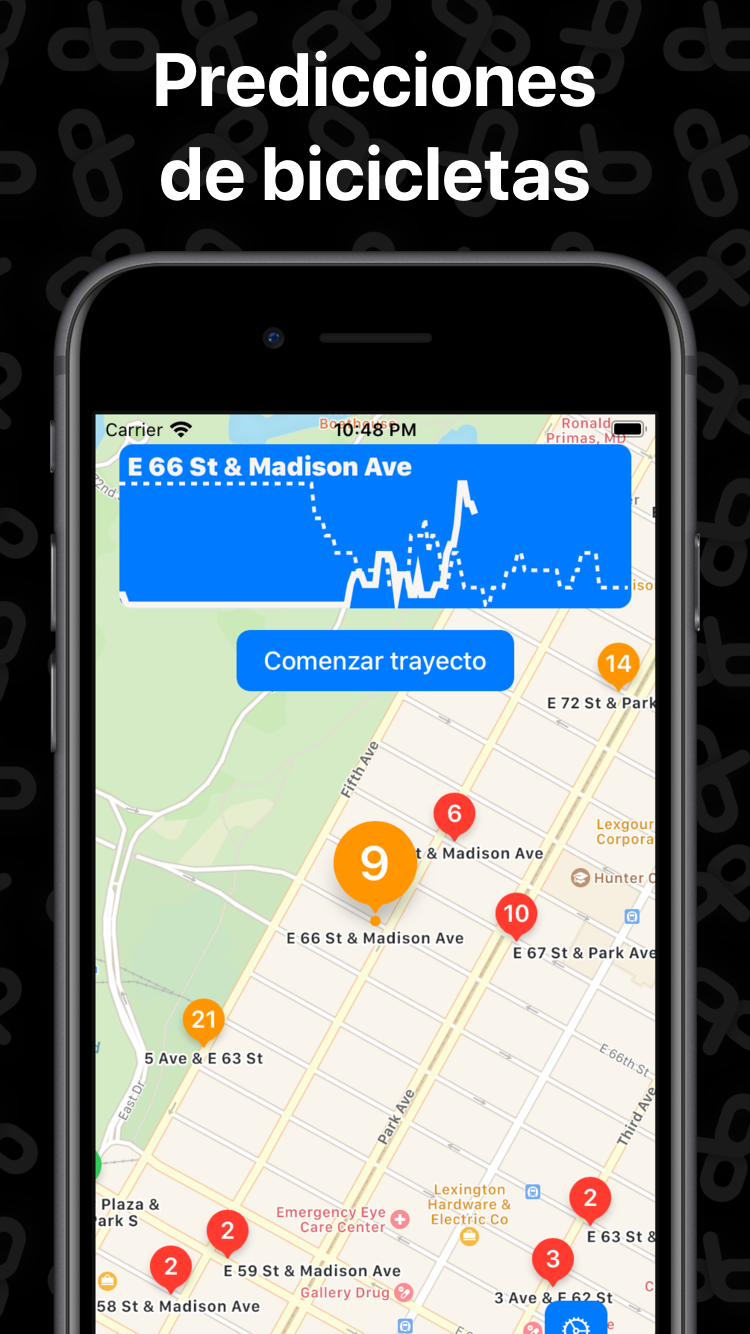 Predicciones
de bicicletas
Carrier
10:48 PM
Ronald
Primas, MD
E 66 St & Madison Ave
Comenzar trayecto
14
E 72 St & Park
Fifth Ave
6
t & Madison Ave
Lexgour
Corpora
9
Hunter C
10
E 66 St & Madison Ave
E 67 St & Park Ave
21
5 Ave & E 63 St
E 66th St
East Dr
Park Ave
Third Ave
Lexington
Hardware &
Electric Co
2
Plaza &
Park S
Emergency Eye
Care Center
2
E 63 St &
3
2
E 59 St & Madison Ave
Gallery Drug
3 Ave & E 62 St
58 St & Madison Ave